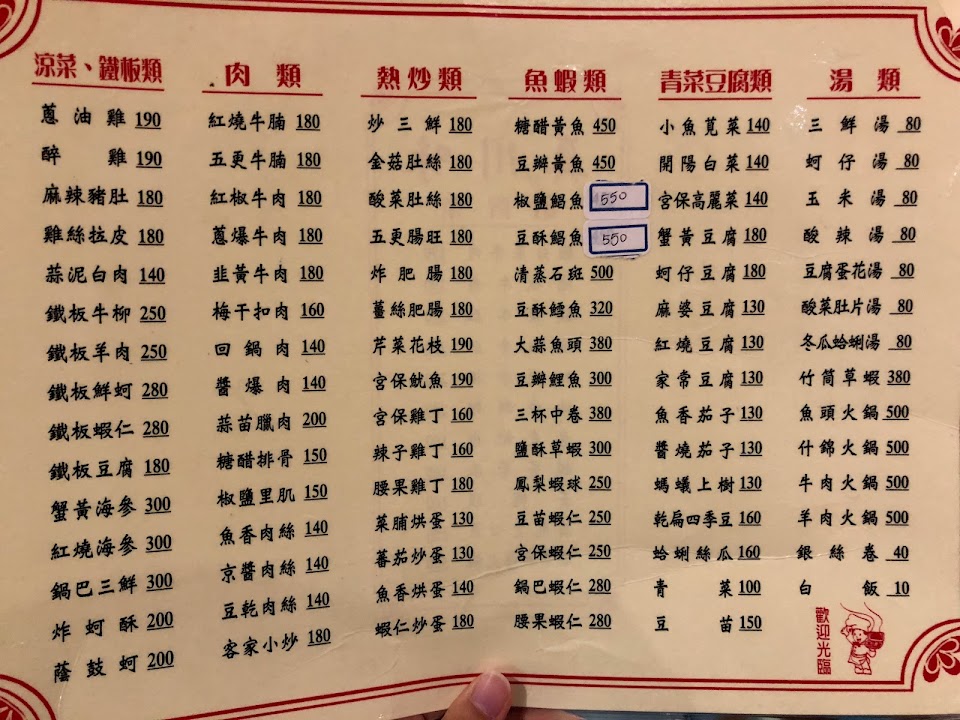 涼菜、鐵板類
蔥油雞 190
醉雞 190
麻辣豬肚 180
雞絲拉皮 180
蒜泥白肉 140
鐵板牛柳 250
鐵板羊肉 250
鐵板鮮蚵 280
鐵板蝦仁 280
鐵板豆腐 180
蟹黃海參 300
紅燒海參 300
鍋巴三鮮 300
炸蚵酥 200
蔭鼓蚵 200
肉類
紅燒牛腩 180
五更牛腩 180
紅椒牛肉 180
蔥爆牛肉 180
韭黃牛肉 180
梅干扣肉 160
回鍋肉 140
醬爆肉 140
蒜苗臘肉 200
糖醋排骨 150
椒鹽里肌 150
魚香肉絲 140
京醬肉絲 140
豆乾肉絲 140
客家小炒 180
熱炒類
炒三鮮 180
金菇肚絲 180
酸菜肚絲 180
五更腸旺 180
炸肥腸 180
薑絲肥腸 180
芹菜花枝 190
宮保魷魚 190
宮保雞丁 160
辣子雞丁 160
腰果雞丁 180
菜脯烘蛋 130
蕃茄炒蛋 130
魚香烘蛋 140
蝦仁炒蛋 180
魚蝦類
糖醋黃魚 450
豆瓣黃魚 450
椒鹽鯧魚 550
豆酥鯧魚 550
清蒸石斑 500
豆酥鱈魚 320
大蒜魚頭 380
豆瓣鯉魚 300
三杯中卷 380
鹽酥草蝦 300
鳳梨蝦球 250
豆苗蝦仁 250
宮保蝦仁 250
鍋巴蝦仁 280
腰果蝦仁 280
青菜豆腐類
小魚莧菜 140
開陽白菜 140
宮保高麗菜 140
蟹黃豆腐 180
蚵仔豆腐 180
麻婆豆腐 130
紅燒豆腐 130
家常豆腐 130
魚香茄子 130
醬燒茄子 130
螞蟻上樹 130
乾扁四季豆 160
蛤蜊絲瓜 160
青菜 100
豆苗 150
湯類
三鮮湯 80
蚵仔湯 80
玉米湯 80
酸辣湯 80
豆腐蛋花湯 80
酸菜肚片湯 80
冬瓜蛤蜊湯 80
竹筒草蝦 380
魚頭火鍋 500
什錦火鍋 500
牛肉火鍋 500
羊肉火鍋 500
銀絲卷 40
白飯 10
歡迎光臨